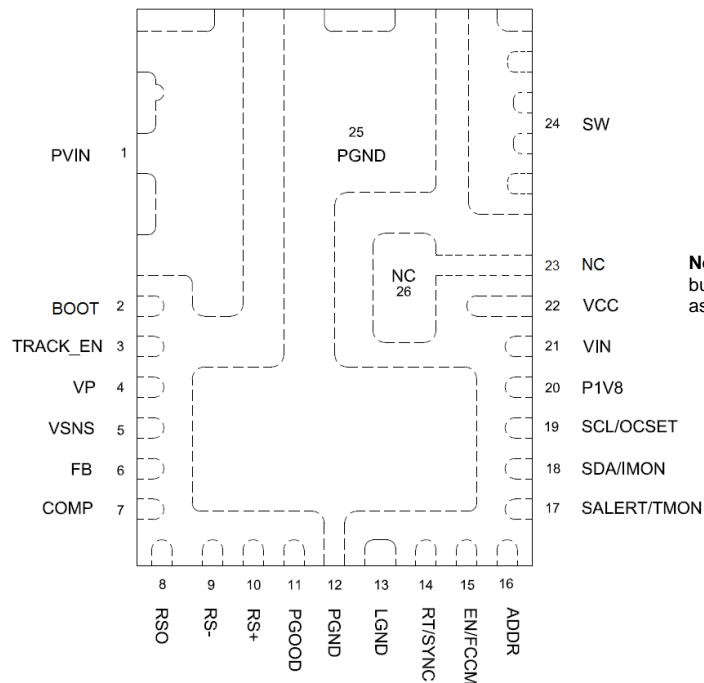 25
PGND
24 SW
PVIN 1
NC
26
23 NC
BOOT 2
22 VCC
TRACK_EN 3
21 VIN
VP 4
20 P1V8
VSNS 5
19 SCL/OCSET
FB 6
18 SDA/IMON
COMP 7
17 SALERT/TMON
8 9 10 11 12 13 14 15 16
RSO
RS-
RS+
PGOOD
PGND
LGND
RT/SYNC
EN/FCCM
ADDR
bu
as